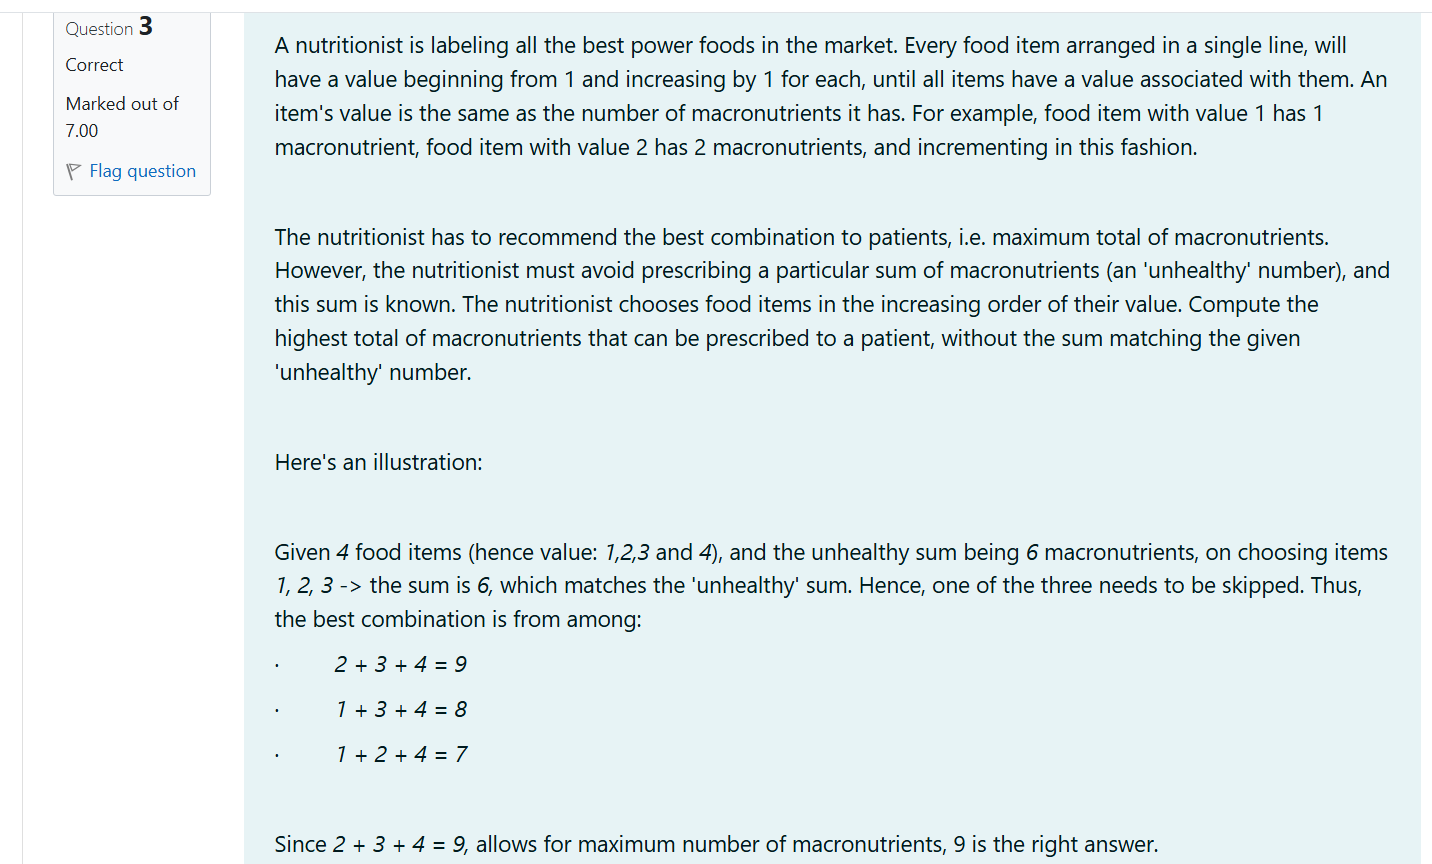 Question 3
Correct
Marked out of
7.00
Flag question
A nutritionist is labeling all the best power foods in the market. Every food item arranged in a single line, will
have a value beginning from 1 and increasing by 1 for each, until all items have a value associated with them. An
item's value is the same as the number of macronutrients it has. For example, food item with value 1 has 1
macronutrient, food item with value 2 has 2 macronutrients, and incrementing in this fashion.
The nutritionist has to recommend the best combination to patients, i.e. maximum total of macronutrients.
However, the nutritionist must avoid prescribing a particular sum of macronutrients (an 'unhealthy' number), and
this sum is known. The nutritionist chooses food items in the increasing order of their value. Compute the
highest total of macronutrients that can be prescribed to a patient, without the sum matching the given
'unhealthy' number.
Here's an illustration:
Given 4 food items (hence value: 1,2,3 and 4), and the unhealthy sum being 6 macronutrients, on choosing items
1, 2, 3 -> the sum is 6, which matches the 'unhealthy' sum. Hence, one of the three needs to be skipped. Thus,
the best combination is from among:
· 2 + 3 + 4 = 9
· 1 + 3 + 4 = 8
· 1 + 2 + 4 = 7
Since 2 + 3 + 4 = 9, allows for maximum number of macronutrients, 9 is the right answer.